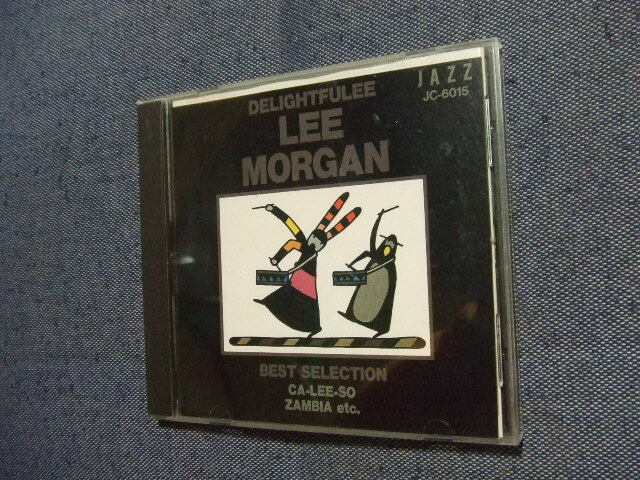 JAZZ
JC-6015
DELIGHTFULEE
LEE
MORGAN
BEST SELECTION
CA-LEE-SO
ZAMBIA etc.